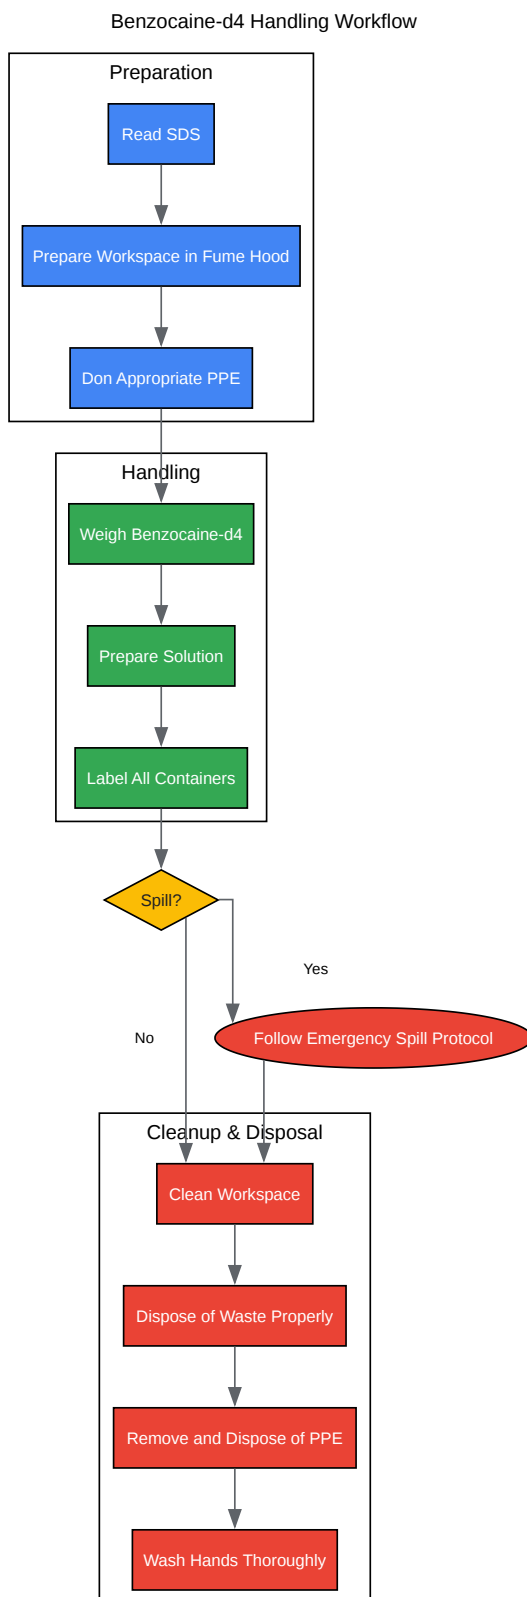 Benzocaine-d4 Handling Workflow
Preparation
Read SDS
Prepare Workspace in Fume Hood
Don Appropriate PPE
Handling
Weigh Benzocaine-d4
Prepare Solution
Label All Containers
Spill?
Yes
No
Follow Emergency Spill Protocol
Cleanup & Disposal
Clean Workspace
Dispose of Waste Properly
Remove and Dispose of PPE
Wash Hands Thoroughly